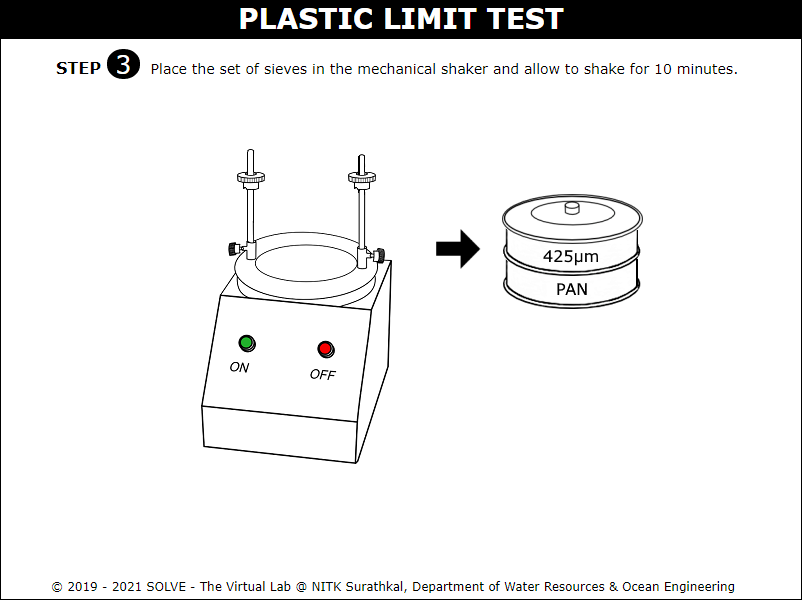 PLASTIC LIMIT TEST
STEP 3 Place the set of sieves in the mechanical shaker and allow to shake for 10 minutes.
425μm
PAN
ON
OFF
© 2019 - 2021 SOLVE - The Virtual Lab @ NITK Surathkal, Department of Water Resources & Ocean Engineering